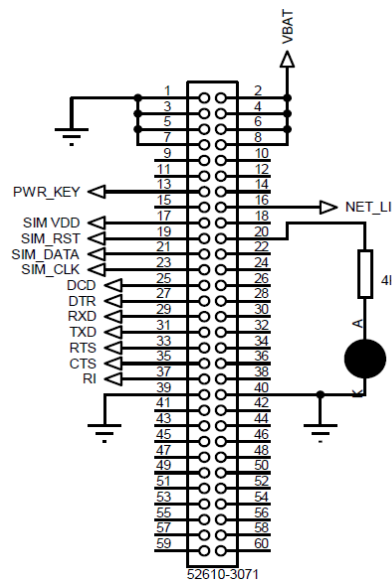 VBAT
1 2
3 4
5 6
7 8
9 10
11 12
PWR_KEY 13 14
15 16 NET_LI
SIM VDD 17 18
SIM_RST 19 20
SIM_DATA 21 22
SIM_CLK 23 24
DCD 25 26
4
DTR 27 28
RXD 29 30
TXD 31 32
A
RTS 33 34
CTS 35 36
RI 37 38
39 40 K
41 42
43 44
45 46
47 48
49 50
51 52
53 54
55 56
57 58
59 60
52610-3071